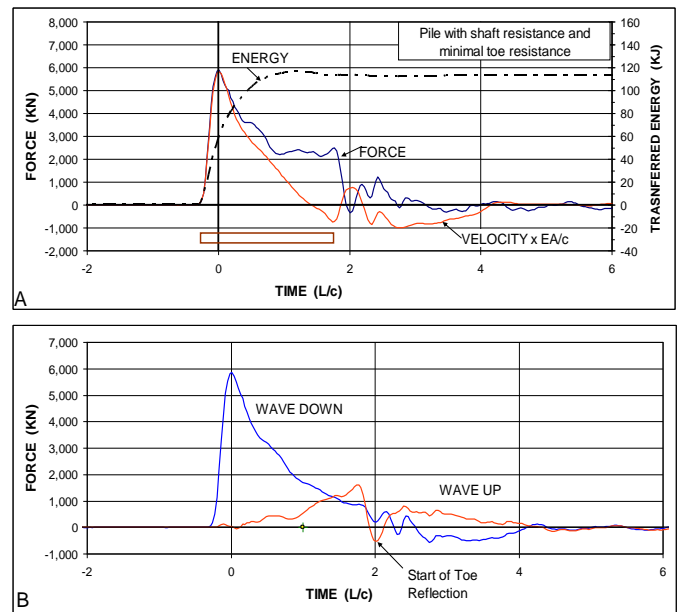 8,000
7,000
6,000
5,000
4,000
3,000
2,000
1,000
0
-1,000
-2,000
FORCE (KN)
160
140
120
100
80
60
40
20
0
-20
-40
TRASNFERRED ENERGY (KJ)
Pile with shaft resistance and
minimal toe resistance
ENERGY
FORCE
VELOCITY x EA/c
-2 0 2 4 6
TIME (L/c)
A
7,000
6,000
5,000
4,000
3,000
2,000
1,000
0
-1,000
FORCE (KN)
WAVE DOWN
WAVE UP
Start of Toe
Reflection
-2 0 2 4 6
TIME (L/c)
B